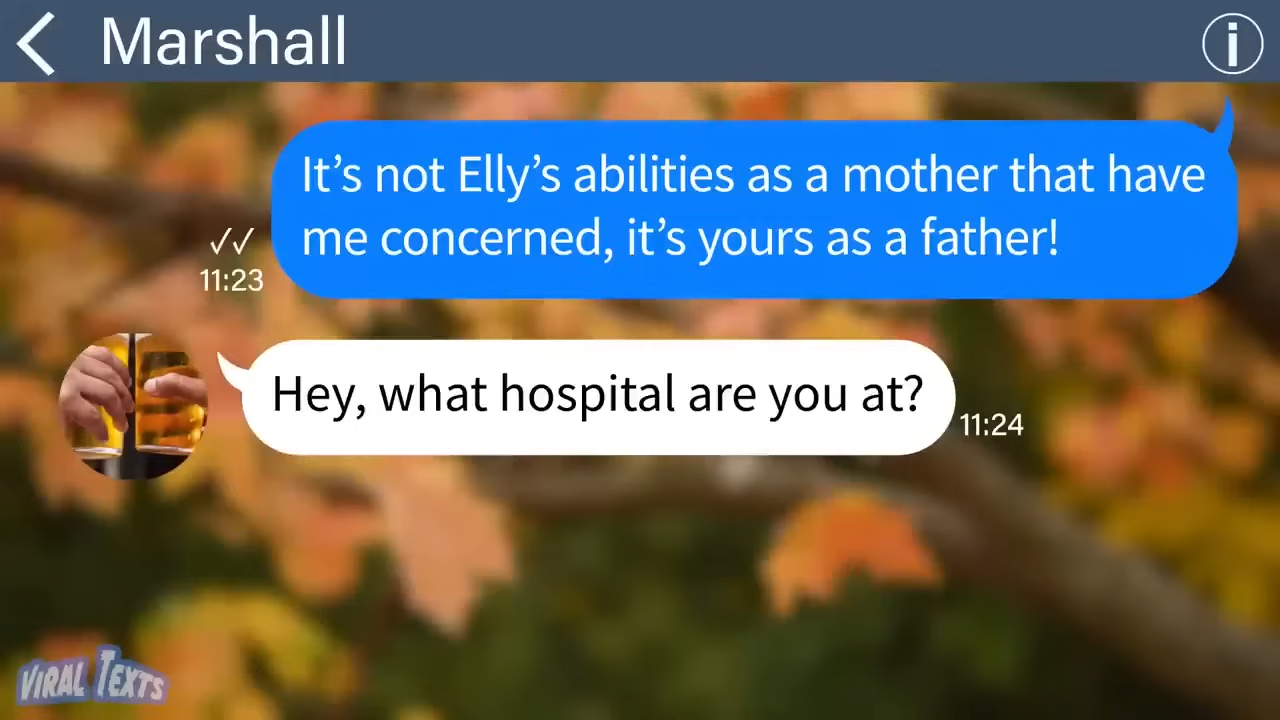 Marshall
It’s not Elly’s abilities as a mother that have
me concerned, it’s yours as a father!
11:23
Hey, what hospital are you at?
11:24
VIRAL TEXTS